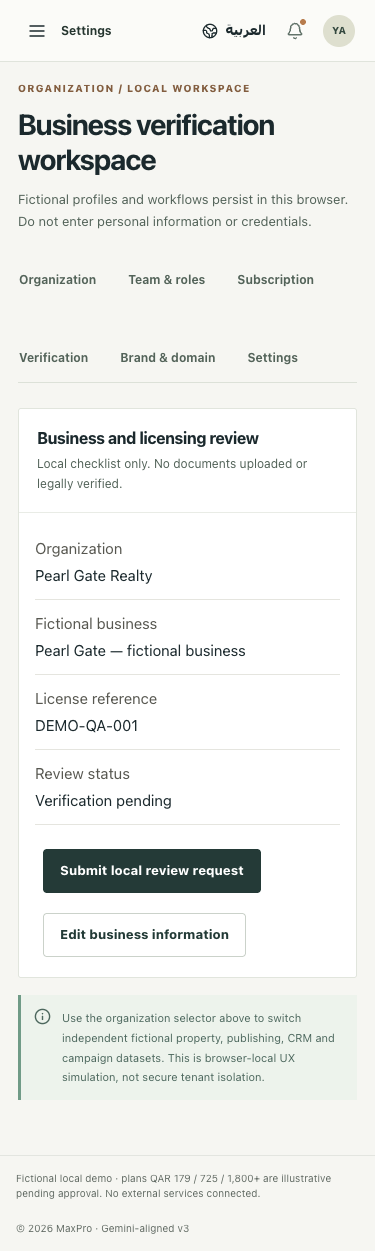 Settings
العربية
YA
ORGANIZATION / LOCAL WORKSPACE
Business verification
workspace
Fictional profiles and workflows persist in this browser.
Do not enter personal information or credentials.
Organization Team & roles Subscription
Verification Brand & domain Settings
Business and licensing review
Local checklist only. No documents uploaded or
legally verified.
Organization
Pearl Gate Realty
Fictional business
Pearl Gate — fictional business
License reference
DEMO-QA-001
Review status
Verification pending
Submit local review request
Edit business information
Use the organization selector above to switch
independent fictional property, publishing, CRM and
campaign datasets. This is browser-local UX
simulation, not secure tenant isolation.
Fictional local demo · plans QAR 179 / 725 / 1,800+ are illustrative
pending approval. No external services connected.
© 2026 MaxPro · Gemini-aligned v3